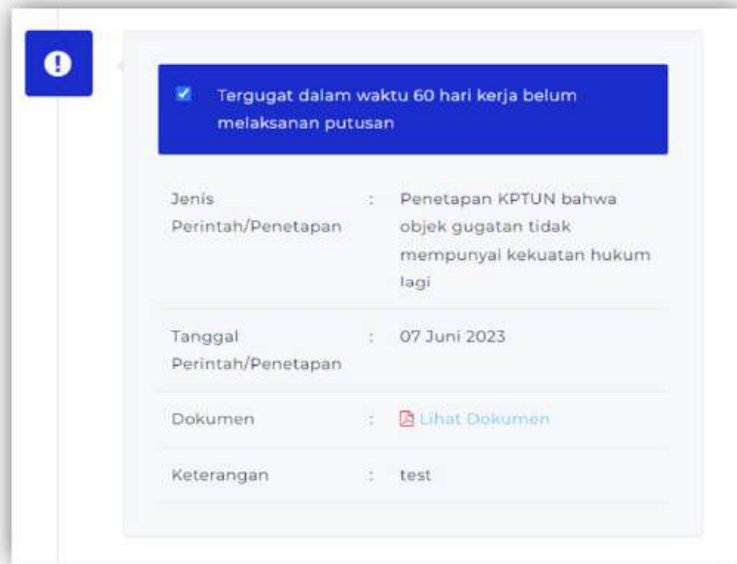 Tergugat dalam waktu 60 hari kerja belum
melaksanan putusan
Jenis : Penetapan KPTUN bahwa
Perintah/Penetapan objek gugatan tidak
mempunyai kekuatan hukum
lagi
Tanggal : 07 Juni 2023
Perintah/Penetapan
Dokumen : Lihat Dokumen
Keterangan : test